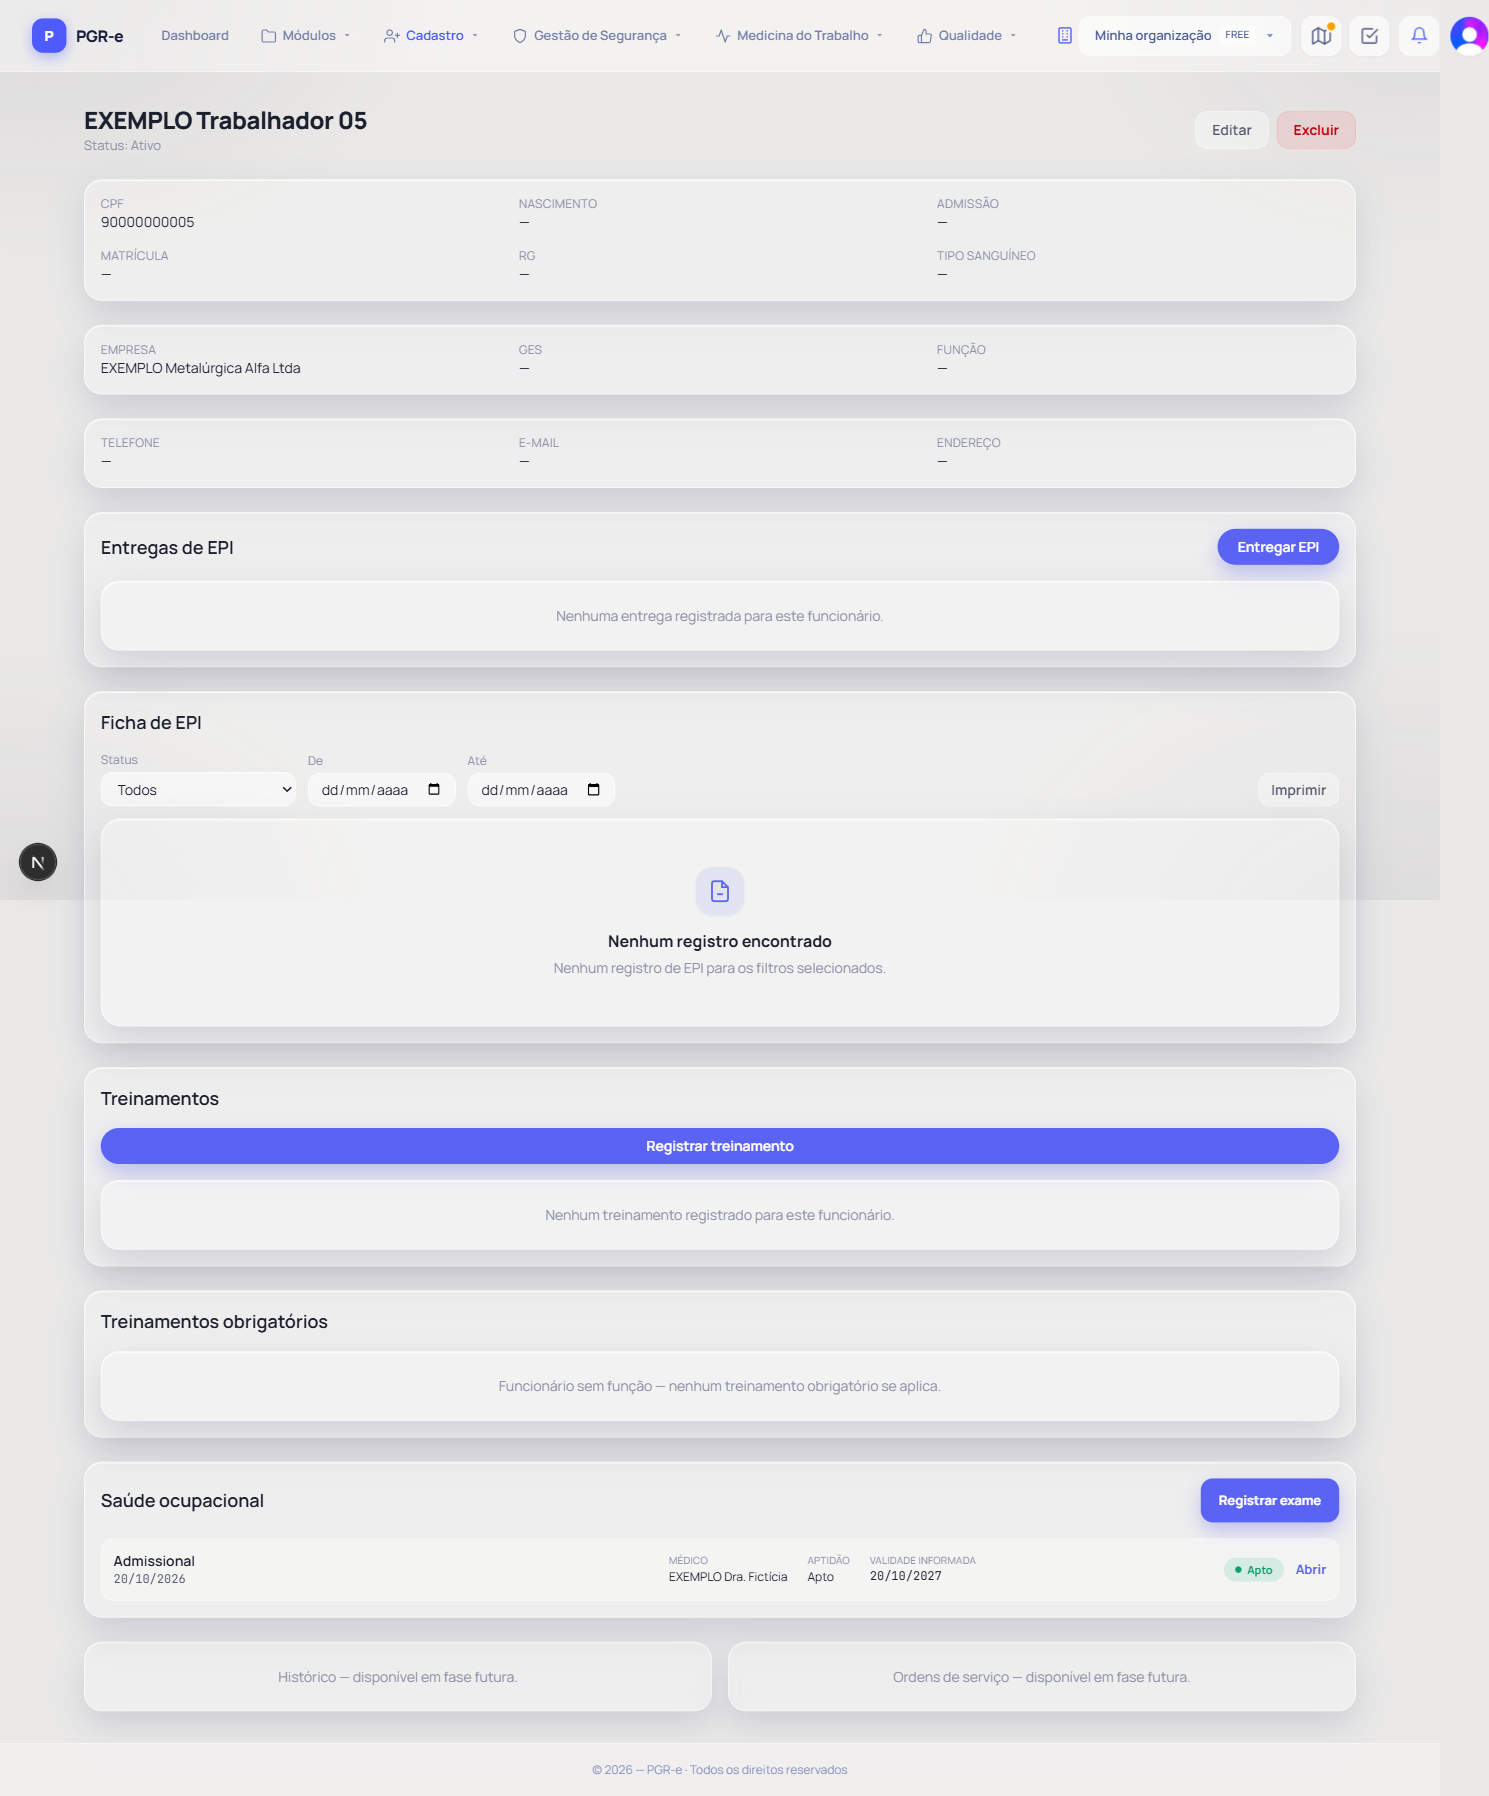 P PGR-e Dashboard Módulos Cadastro Gestão de Segurança Medicina do Trabalho Qualidade Minha organização FREE
EXEMPLO Trabalhador 05
Status: Ativo
Editar Excluir
CPF NASCIMENTO ADMISSÃO
90000000005 — —
MATRÍCULA RG TIPO SANGUÍNEO
— — —
EMPRESA GES FUNÇÃO
EXEMPLO Metalúrgica Alfa Ltda — —
TELEFONE E-MAIL ENDEREÇO
— — —
Entregas de EPI Entregar EPI
Nenhuma entrega registrada para este funcionário.
Ficha de EPI
Status De Até
Todos dd/mm/aaaa dd/mm/aaaa Imprimir
N
Nenhum registro encontrado
Nenhum registro de EPI para os filtros selecionados.
Treinamentos
Registrar treinamento
Nenhum treinamento registrado para este funcionário.
Treinamentos obrigatórios
Funcionário sem função — nenhum treinamento obrigatório se aplica.
Saúde ocupacional Registrar exame
Admissional MÉDICO APTIDÃO VALIDADE INFORMADA
20/10/2026 EXEMPLO Dra. Fictícia Apto 20/10/2027 Apto Abrir
Histórico — disponível em fase futura. Ordens de serviço — disponível em fase futura.
© 2026 — PGR-e · Todos os direitos reservados